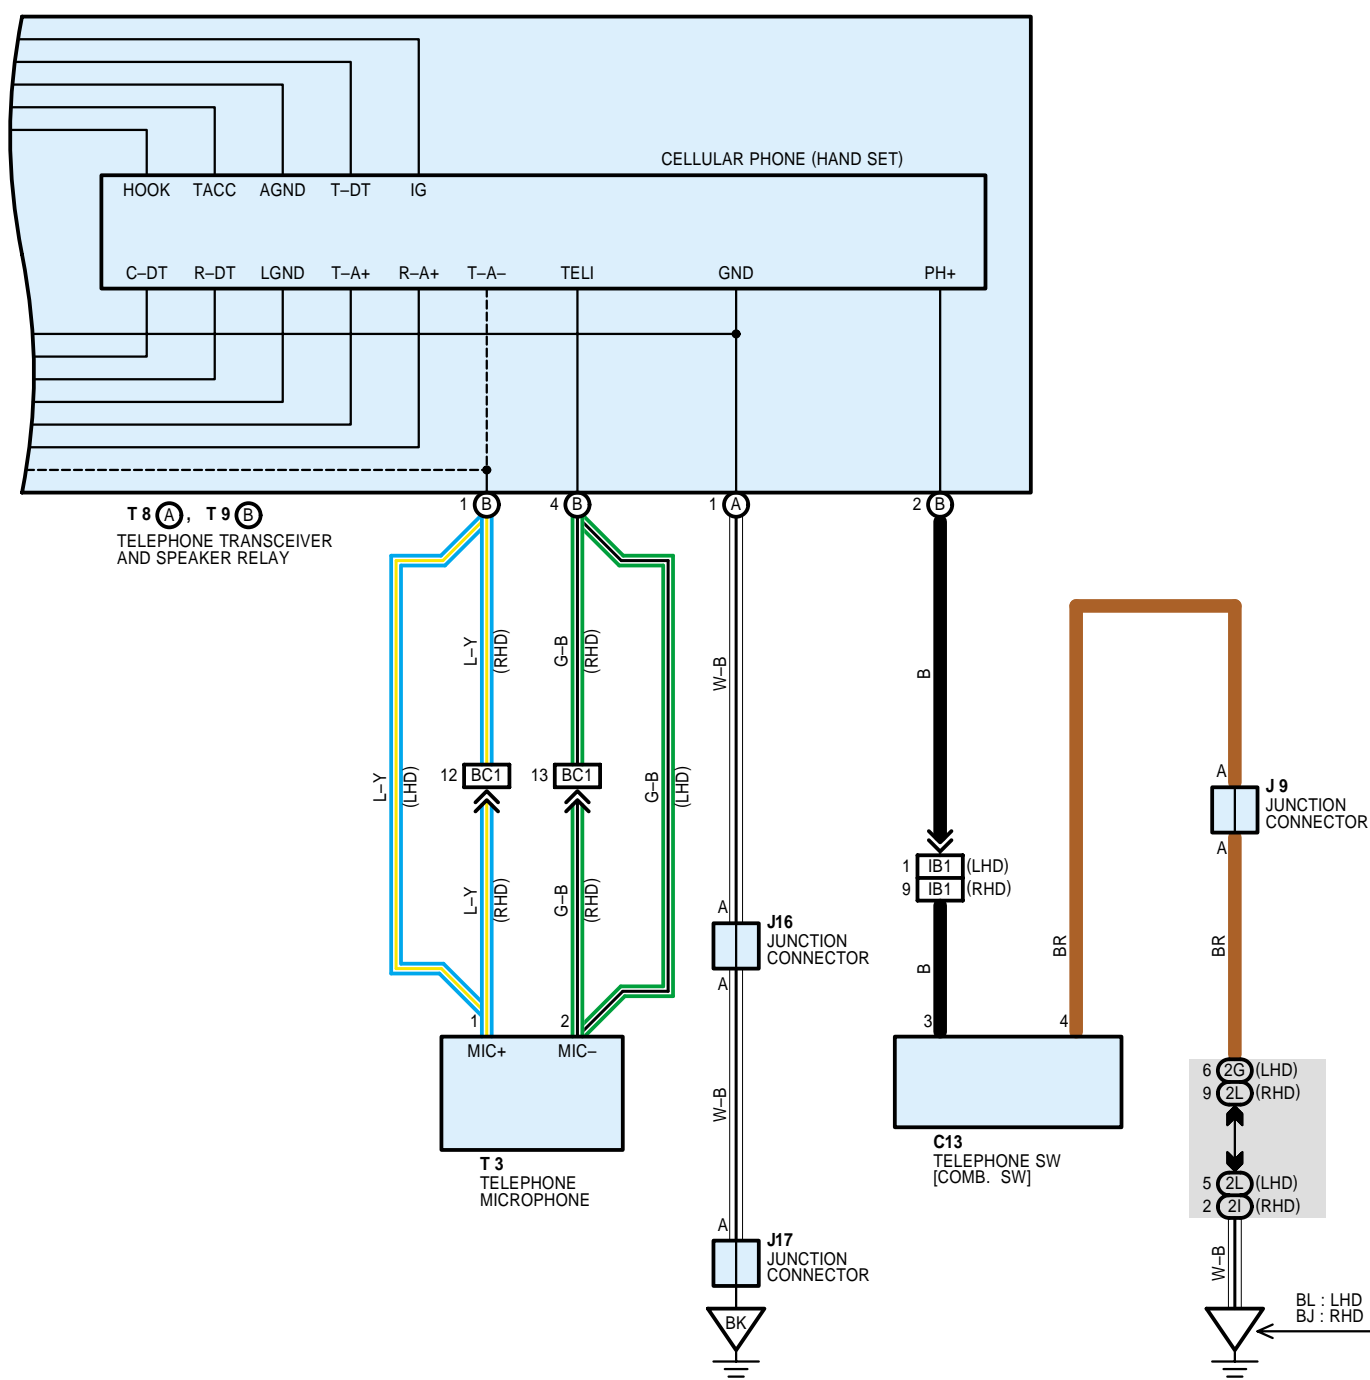 CELLULAR PHONE (HAND SET)
HOOK TACC AGND T–DT IG
C–DT R–DT LGND T–A+ R–A+ T–A– TELI GND PH+
1 B 4 B 1 A 2 B
T 8 A , T 9 B
TELEPHONE TRANSCEIVER
AND SPEAKER RELAY
L–Y
(RHD)
G–B
(RHD)
W–B
B
L–Y
(LHD)
12 BC1
13 BC1
G–B
(LHD)
A
J 9
JUNCTION
CONNECTOR
A
1 IB1 (LHD)
9 IB1 (RHD)
L–Y
(RHD)
G–B
(RHD)
A
J16
JUNCTION
CONNECTOR
A
B
BR
BR
1 2 3 4
MIC+ MIC–
T 3
TELEPHONE
MICROPHONE
W–B
C13
TELEPHONE SW
[COMB. SW]
6 2G (LHD)
9 2L (RHD)
5 2L (LHD)
2 2I (RHD)
A
J17
JUNCTION
CONNECTOR
W–B
BK
BL : LHD
BJ : RHD